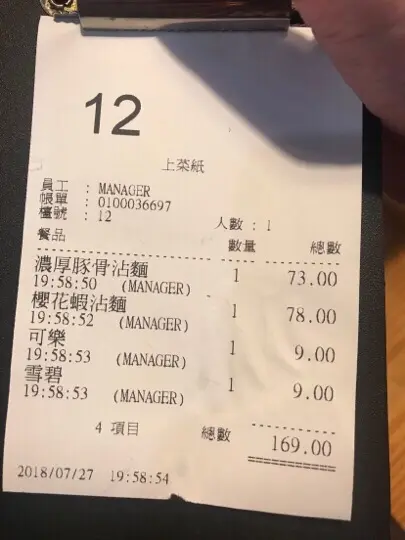 12
上菜紙
員工 : MANAGER
帳單 : 0100036697
檯號 : 12 人數 : 1
餐品 數量 總數
濃厚豚骨沾麵 1 73.00
19:58:50 (MANAGER)
櫻花蝦沾麵 1 78.00
19:58:52 (MANAGER)
可樂 1 9.00
19:58:53 (MANAGER)
雪碧 1 9.00
19:58:53 (MANAGER)
4 項目 總數 169.00
2018/07/27 19:58:54